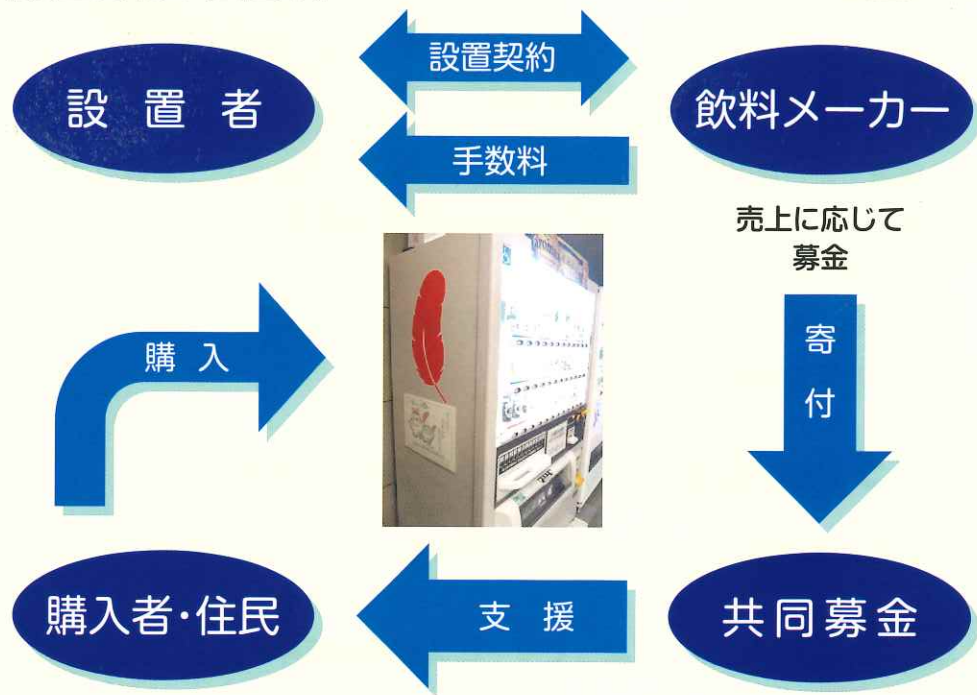 設置者
設置契約
飲料メーカー
手数料
売上に応じて
募金
購入
寄付
購入者・住民
支援
共同募金